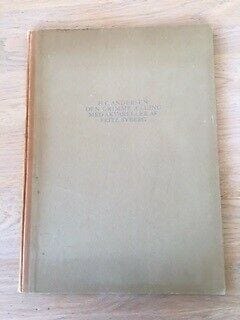 H.C. ANDERSEN
DEN GRIMME ÆLLING
MED AKVARELLER AF
FRITZ SYBERG